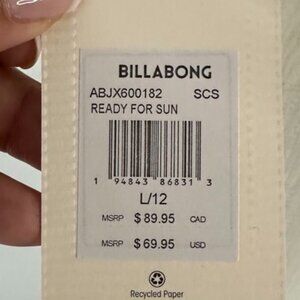 BILLABONG
ABJX600182 SCS
READY FOR SUN
1 94843 86831 3
L/12
MSRP $ 89.95 CAD
MSRP $ 69.95 USD
Recycled Paper